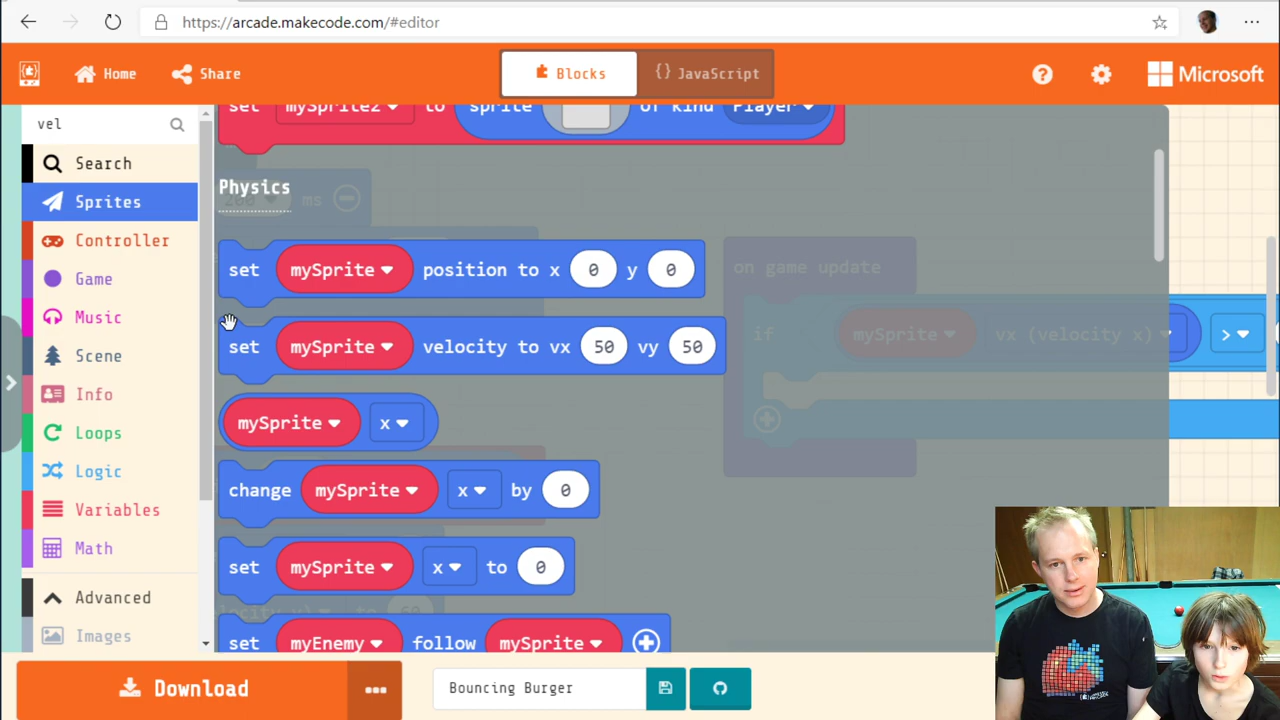 https://arcade.makecode.com/#editor
Home
Share
Blocks
{} JavaScript
Microsoft
vel
Search
Sprites
Controller
Game
Music
Scene
Info
Loops
Logic
Variables
Math
Advanced
Images
set mySprite2 to sprite of kind Player
Physics
200 ms
set mySprite position to x 0 y 0
on game update
set mySprite velocity to vx 50 vy 50
if mySprite vx (velocity x) >
mySprite x
change mySprite x by 0
set mySprite x to 0
set myEnemy follow mySprite
Download
Bouncing Burger